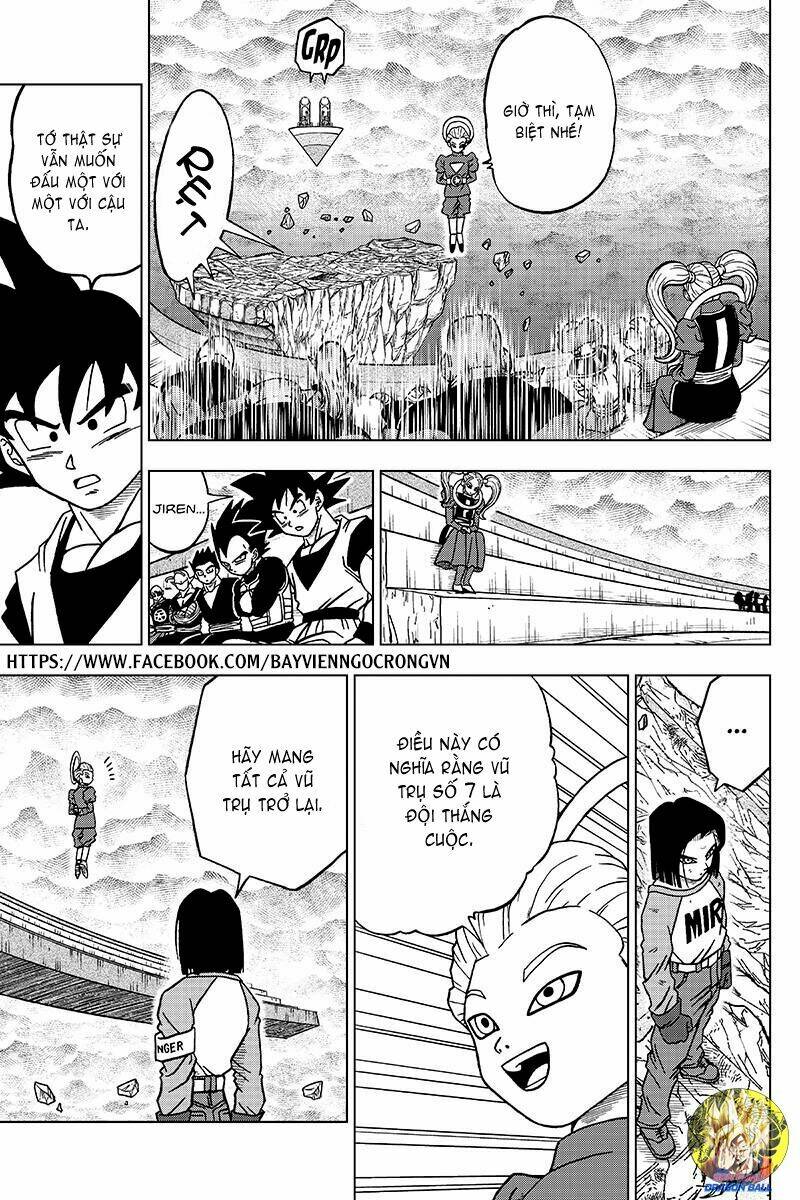 GRP
GIỜ THÌ, TẠM
BIỆT NHÉ!
TỚ THẬT SỰ
VẪN MUỐN
ĐẤU MỘT VỚI
MỘT VỚI CẬU
TA.
JIREN...
HTTPS://WWW.FACEBOOK.COM/BAYVIENNGOCRONGVN
...
ĐIỀU NÀY CÓ
NGHĨA RẰNG VŨ
TRỤ SỐ 7 LÀ
ĐỘI THẮNG
CUỘC.
MIR
HÃY MANG
TẤT CẢ VŨ
TRỤ TRỞ LẠI.
NGER
DRAGON BALL